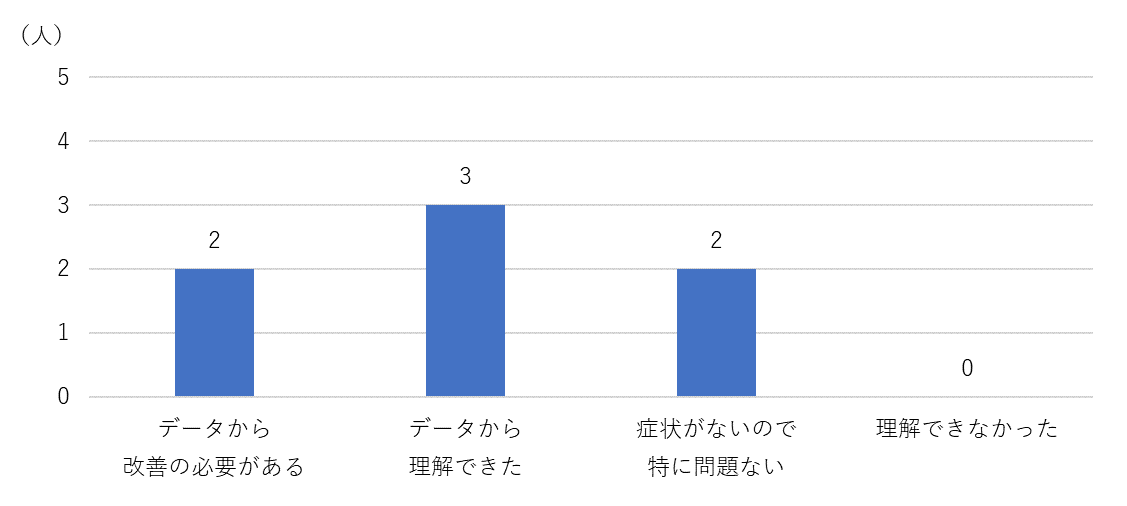 （人）
5
4
3
2
1
0
2
3
2
0
データから
改善の必要がある
データから
理解できた
症状がないので
特に問題ない
理解できなかった